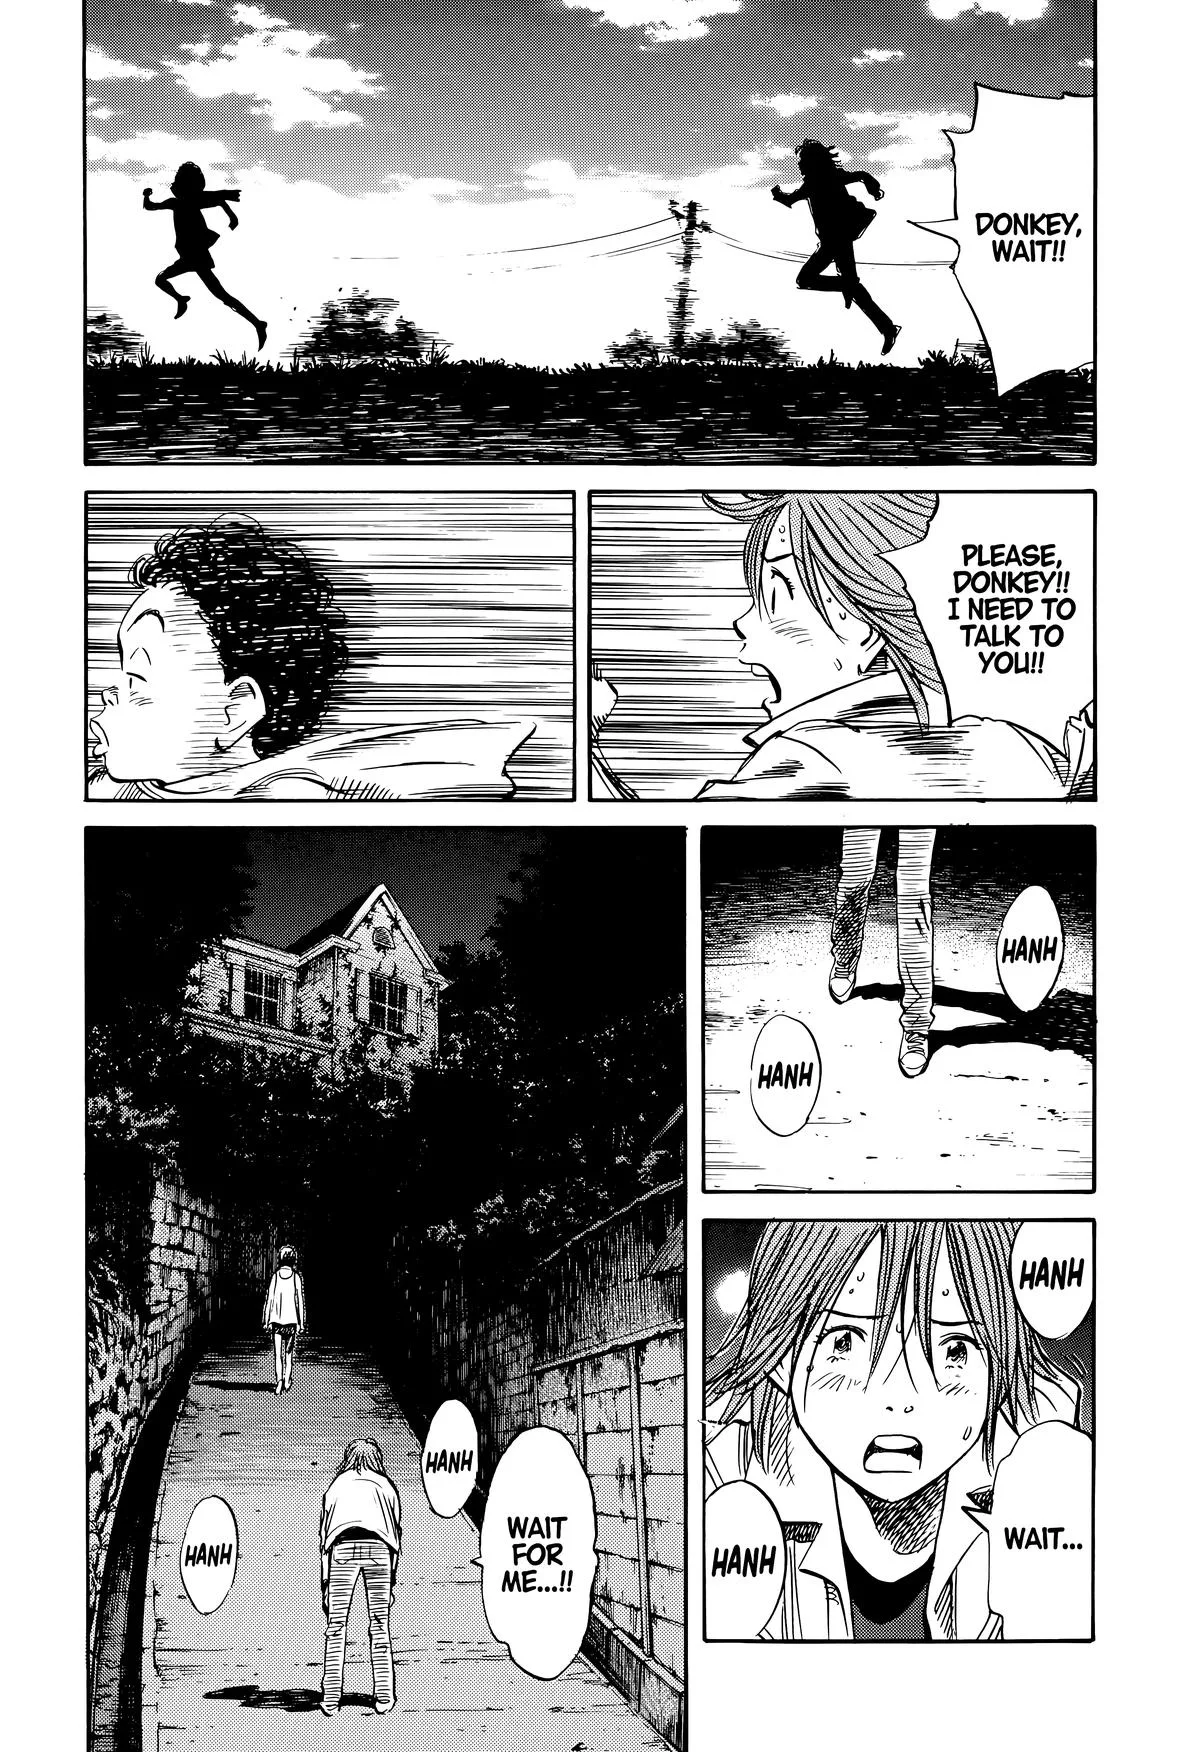 DONKEY,
WAIT!!
PLEASE,
DONKEY!!
I NEED TO
TALK TO
YOU!!
HANH
HANH
HANH
WAIT...
HANH
HANH
WAIT
FOR
ME...!!
HANH